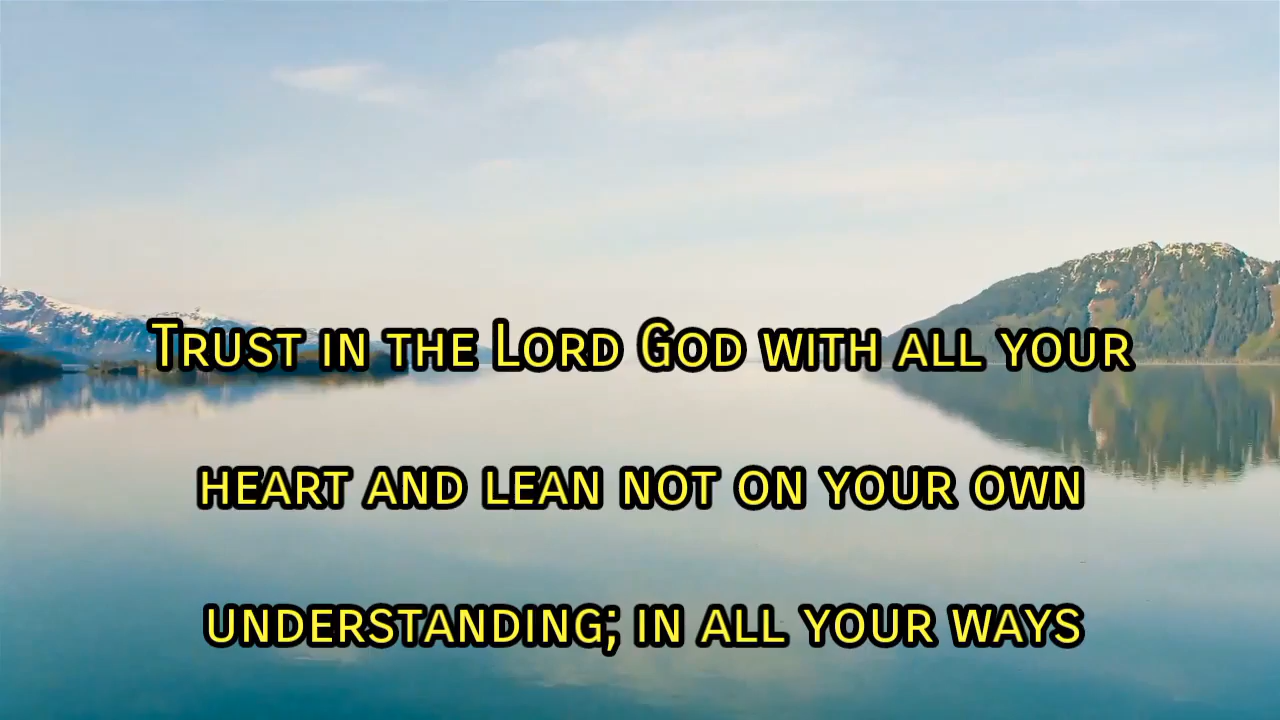 Trust in the Lord God with all your
heart and lean not on your own
understanding; in all your ways